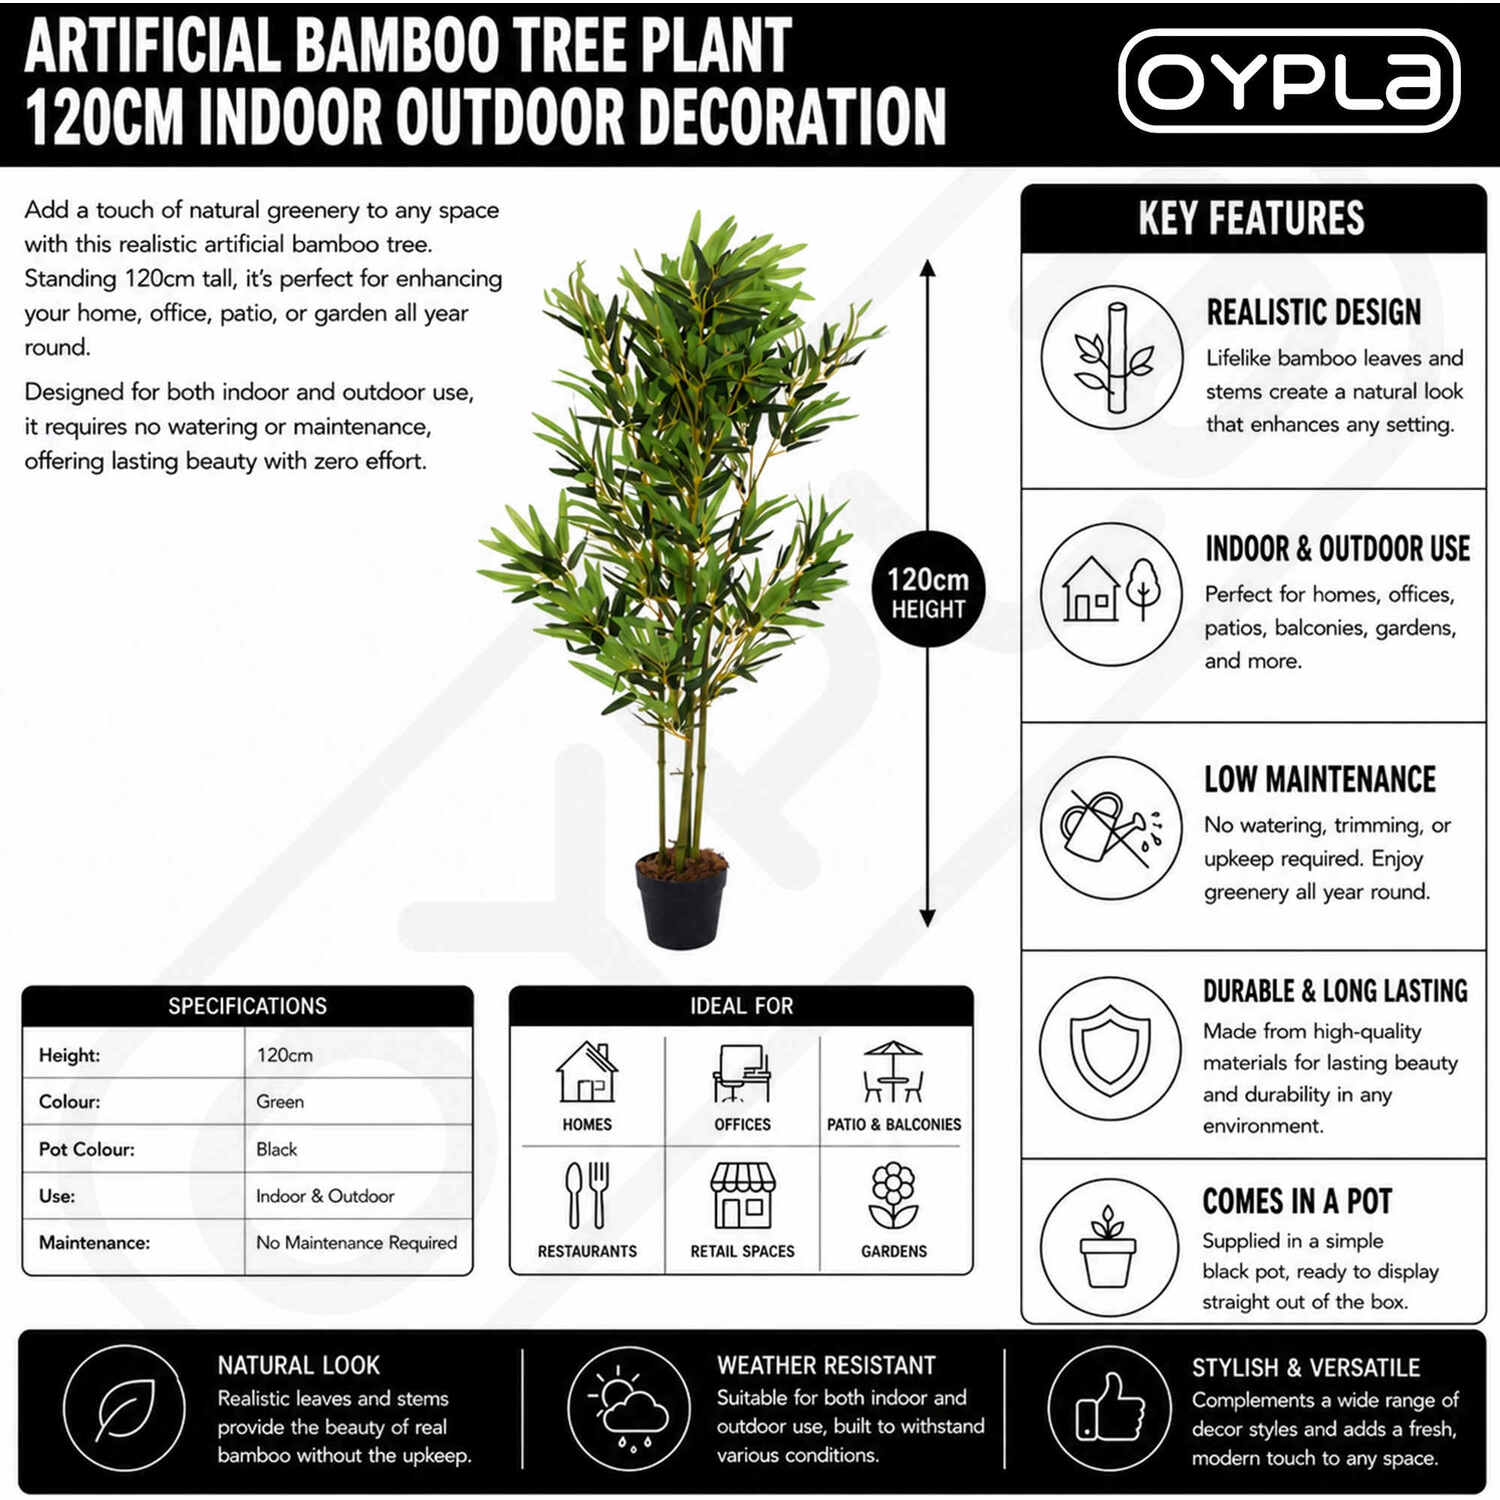 ARTIFICIAL BAMBOO TREE PLANT
120CM INDOOR OUTDOOR DECORATION
OYPLa
Add a touch of natural greenery to any space
with this realistic artificial bamboo tree.
Standing 120cm tall, it's perfect for enhancing
your home, office, patio, or garden all year
round.
Designed for both indoor and outdoor use,
it requires no watering or maintenance,
offering lasting beauty with zero effort.
120cm
HEIGHT
KEY FEATURES
REALISTIC DESIGN
Lifelike bamboo leaves and
stems create a natural look
that enhances any setting.
INDOOR & OUTDOOR USE
Perfect for homes, offices,
patios, balconies, gardens,
and more.
LOW MAINTENANCE
No watering, trimming, or
upkeep required. Enjoy
greenery all year round.
DURABLE & LONG LASTING
Made from high-quality
materials for lasting beauty
and durability in any
environment.
COMES IN A POT
Supplied in a simple
black pot, ready to display
straight out of the box.
SPECIFICATIONS
Height: 120cm
Colour: Green
Pot Colour: Black
Use: Indoor & Outdoor
Maintenance: No Maintenance Required
IDEAL FOR
HOMES OFFICES PATIO & BALCONIES
RESTAURANTS RETAIL SPACES GARDENS
NATURAL LOOK
Realistic leaves and stems
provide the beauty of real
bamboo without the upkeep.
WEATHER RESISTANT
Suitable for both indoor and
outdoor use, built to withstand
various conditions.
STYLISH & VERSATILE
Complements a wide range of
decor styles and adds a fresh,
modern touch to any space.